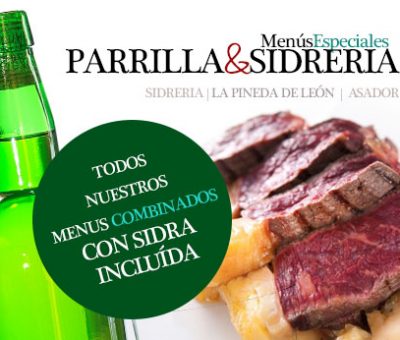 MenúsEspeciales
PARRILLA&SIDRERIA
SIDRERIA | LA PINEDA DE LEÓN | ASADOR
TODOS
NUESTROS
MENUS COMBINADOS
CON SIDRA
INCLUÍDA